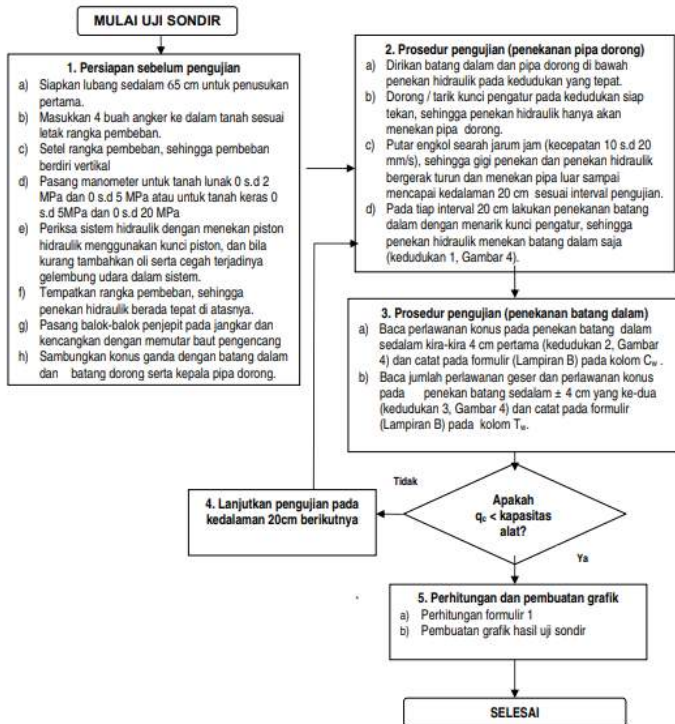 MULAI UJI SONDIR
1. Persiapan sebelum pengujian
a) Siapkan lubang sedalam 65 cm untuk penusukan
pertama.
b) Masukkan 4 buah angker ke dalam tanah sesuai
letak rangka pembeban.
c) Setel rangka pembeban, sehingga pembeban
berdiri vertikal
d) Pasang manometer untuk tanah lunak 0 s.d 2
MPa dan 0 s.d 5 MPa atau untuk tanah keras 0
s.d 5MPa dan 0 s.d 20 MPa
e) Periksa sistem hidraulik dengan menekan piston
hidraulik menggunakan kunci piston, dan bila
kurang tambahkan oli serta cegah terjadinya
gelembung udara dalam sistem.
f) Tempatkan rangka pembeban, sehingga
penekan hidraulik berada tepat di atasnya.
g) Pasang balok-balok penjepit pada jangkar dan
kencangkan dengan memutar baut pengencang
h) Sambungkan konus ganda dengan batang dalam
dan batang dorong serta kepala pipa dorong.
2. Prosedur pengujian (penekanan pipa dorong)
a) Dirikan batang dalam dan pipa dorong di bawah
penekan hidraulik pada kedudukan yang tepat.
b) Dorong / tarik kunci pengatur pada kedudukan siap
tekan, sehingga penekan hidraulik hanya akan
menekan pipa dorong.
c) Putar engkol searah jarum jam (kecepatan 10 s.d 20
mm/s), sehingga gigi penekan dan penekan hidraulik
bergerak turun dan menekan pipa luar sampai
mencapai kedalaman 20 cm sesuai interval pengujian.
d) Pada tiap interval 20 cm lakukan penekanan batang
dalam dengan menarik kunci pengatur, sehingga
penekan hidraulik menekan batang dalam saja
(kedudukan 1, Gambar 4).
3. Prosedur pengujian (penekanan batang dalam)
a) Baca perlawanan konus pada penekan batang dalam
sedalam kira-kira 4 cm pertama (kedudukan 2, Gambar
4) dan catat pada formulir (Lampiran B) pada kolom Cw .
b) Baca jumlah perlawanan geser dan perlawanan konus
pada penekan batang sedalam ± 4 cm yang ke-dua
(kedudukan 3, Gambar 4) dan catat pada formulir
(Lampiran B) pada kolom Tw.
Tidak
Apakah
qc < kapasitas
alat?
Ya
4. Lanjutkan pengujian pada
kedalaman 20cm berikutnya
5. Perhitungan dan pembuatan grafik
a) Perhitungan formulir 1
b) Pembuatan grafik hasil uji sondir
SELESAI